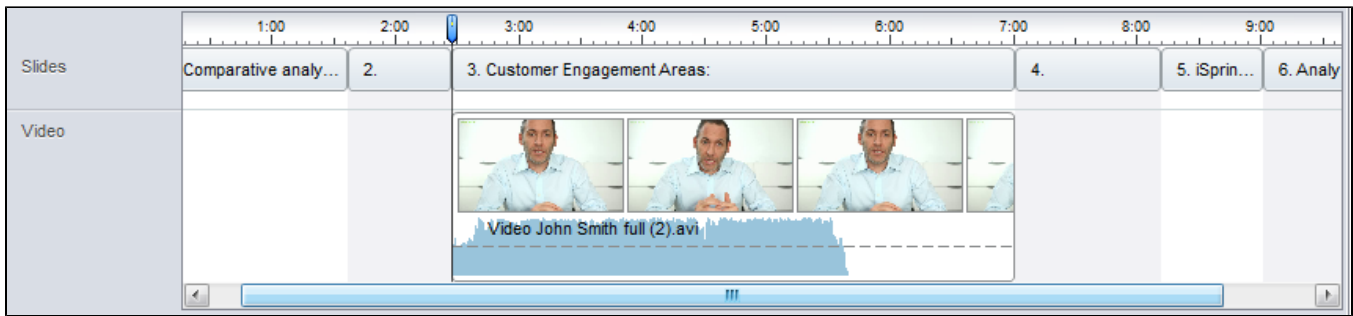 1:00 2:00 3:00 4:00 5:00 6:00 7:00 8:00 9:00
Slides
Comparative analy... 2. 3. Customer Engagement Areas: 4. 5. iSprin... 6. Analy
Video
Video John Smith full (2).avi